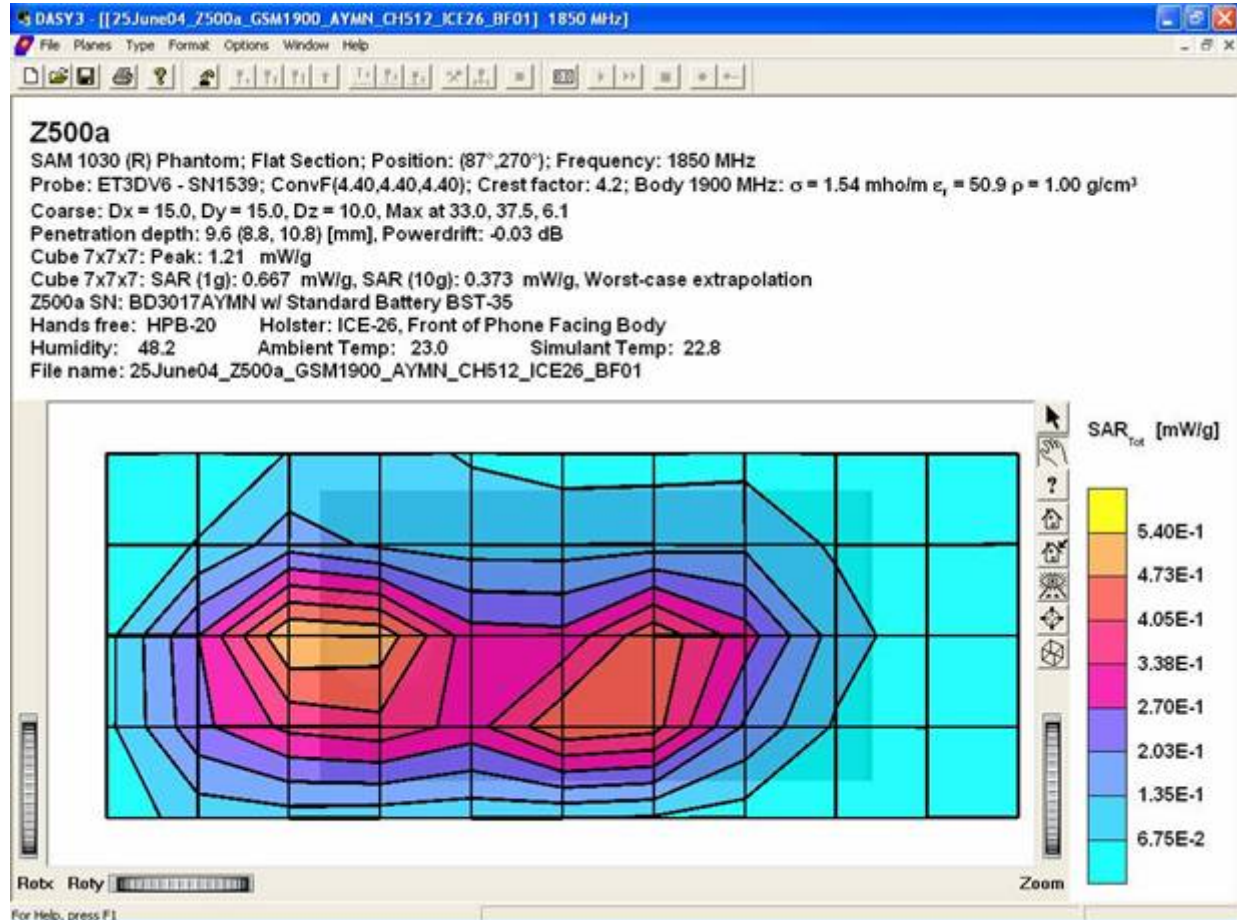 DASY3 - [[25June04_Z500a_GSM1900_AYMN_CH512_ICE26_BF01] 1850 MHz]
File Planes Type Format Options Window Help
Z500a
SAM 1030 (R) Phantom; Flat Section; Position: (87°,270°); Frequency: 1850 MHz
Probe: ET3DV6 - SN1539; ConvF(4.40,4.40,4.40); Crest factor: 4.2; Body 1900 MHz: σ = 1.54 mho/m εr = 50.9 ρ = 1.00 g/cm³
Coarse: Dx = 15.0, Dy = 15.0, Dz = 10.0, Max at 33.0, 37.5, 6.1
Penetration depth: 9.6 (8.8, 10.8) [mm], Powerdrift: -0.03 dB
Cube 7x7x7: Peak: 1.21 mW/g
Cube 7x7x7: SAR (1g): 0.667 mW/g, SAR (10g): 0.373 mW/g, Worst-case extrapolation
Z500a SN: BD3017AYMN w/ Standard Battery BST-35
Hands free: HPB-20 Holster: ICE-26, Front of Phone Facing Body
Humidity: 48.2 Ambient Temp: 23.0 Simulant Temp: 22.8
File name: 25June04_Z500a_GSM1900_AYMN_CH512_ICE26_BF01
SAR Tot [mW/g]
5.40E-1
4.73E-1
4.05E-1
3.38E-1
2.70E-1
2.03E-1
1.35E-1
6.75E-2
Rotx Roty Zoom
For Help, press F1